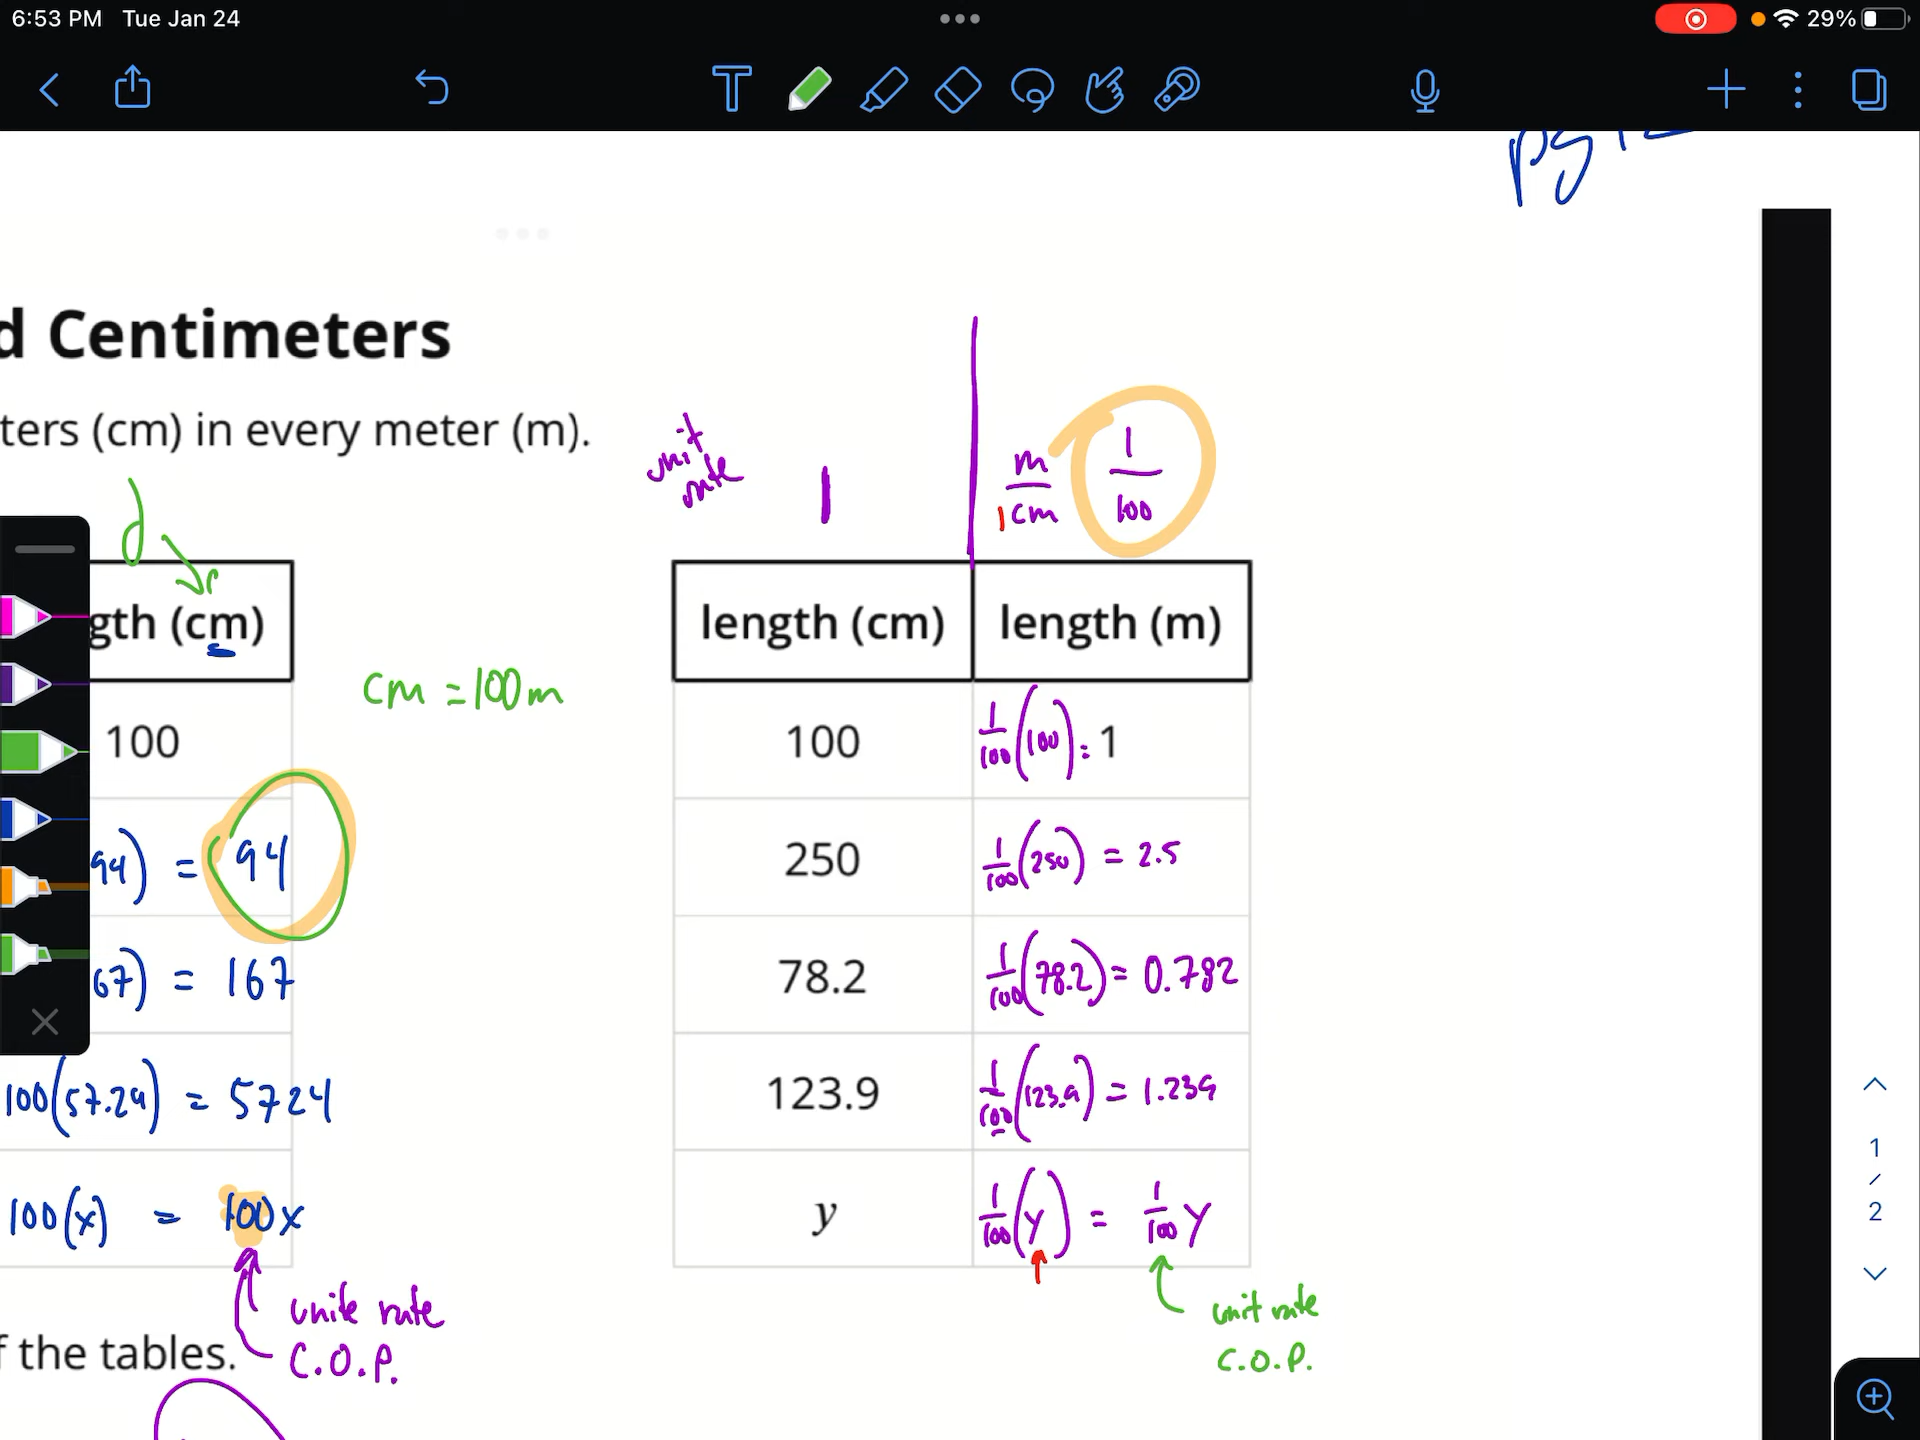 6:53 PM Tue Jan 24
29%
d Centimeters
ters (cm) in every meter (m).
unit rate
1
m/1cm 1/100
gth (cm)
length (cm) length (m)
cm = 100m
100
100 1/100(100) = 1
94) = 94
250 1/100(250) = 2.5
67) = 167
78.2 1/100(78.2) = 0.782
100(57.24) = 5724
123.9 1/100(123.9) = 1.239
100(x) = 100x
y 1/100(y) = 1/100 y
1 / 2
unite rate
C.O.P.
unit rate
C.O.P.
f the tables.